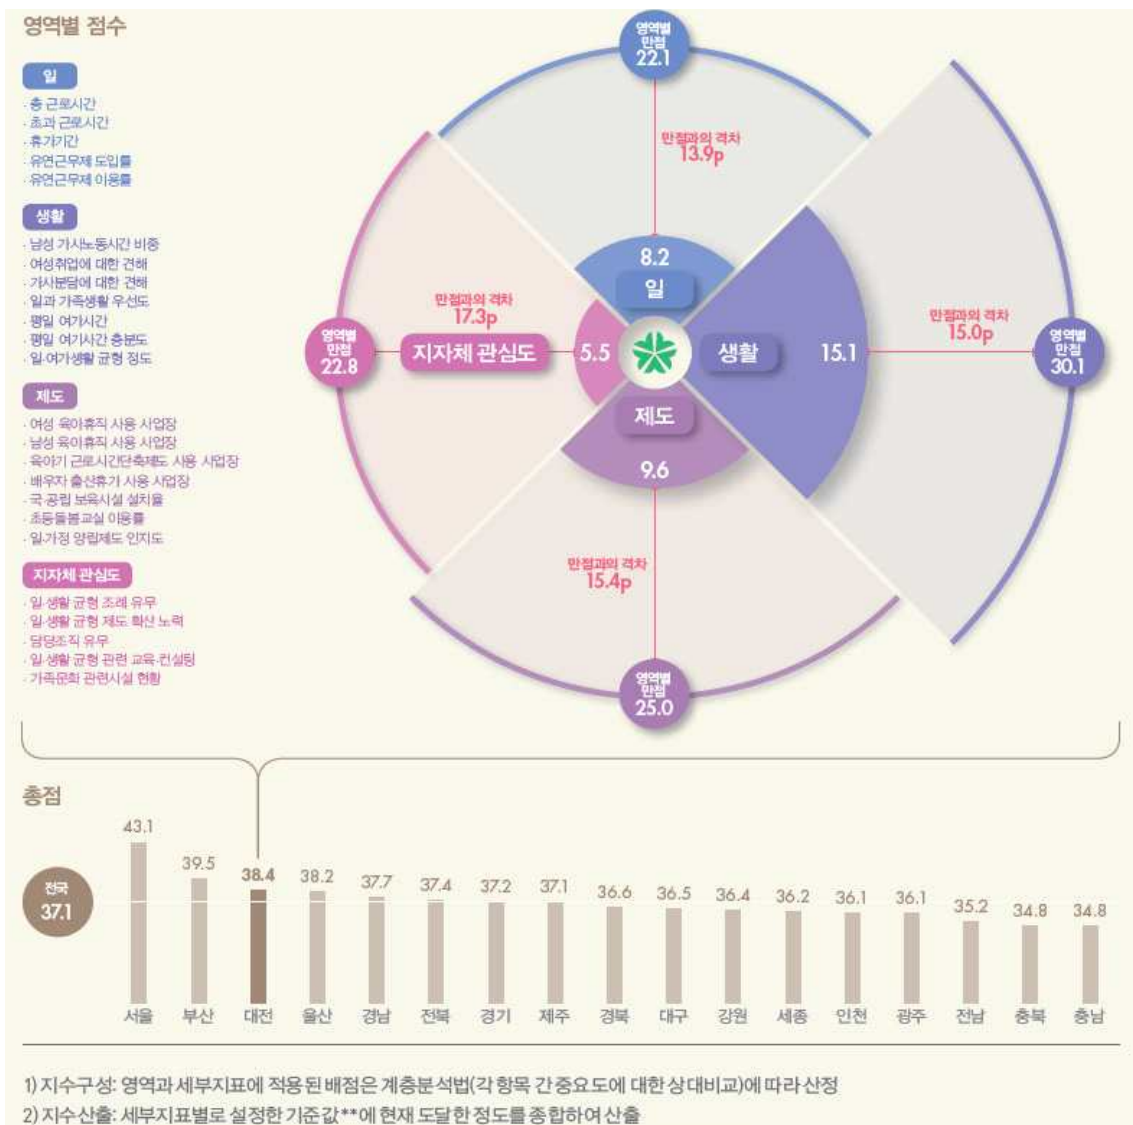 영역별 점수
일
· 총 근로시간
· 초과 근로시간
· 휴가기간
· 유연근무제 도입률
· 유연근무제 이용률
생활
· 남성 가사노동시간 비중
· 여성취업에 대한 견해
· 가사분담에 대한 견해
· 일과 가족생활 우선도
· 평일 여가시간
· 평일 여가시간 충분도
· 일·여가생활 균형 정도
제도
· 여성 육아휴직 사용 사업장
· 남성 육아휴직 사용 사업장
· 육아기 근로시간단축제도 사용 사업장
· 배우자 출산휴가 사용 사업장
· 국·공립 보육시설 설치율
· 초등돌봄교실 이용률
· 일·가정 양립제도 인지도
지자체 관심도
· 일·생활 균형 조례 유무
· 일·생활 균형 제도 확산 노력
· 담당조직 유무
· 일·생활 균형 관련 교육·컨설팅
· 가족문화 관련시설 현황
영역별
만점
22.1
만점과의 격차
13.9p
8.2
일
만점과의 격차
17.3p
영역별
만점
22.8
지자체 관심도
5.5
생활
15.1
만점과의 격차
15.0p
영역별
만점
30.1
제도
9.6
만점과의 격차
15.4p
영역별
만점
25.0
총점
전국
37.1
43.1 39.5 38.4 38.2 37.7 37.4 37.2 37.1 36.6 36.5 36.4 36.2 36.1 36.1 35.2 34.8 34.8
서울 부산 대전 울산 경남 전북 경기 제주 경북 대구 강원 세종 인천 광주 전남 충북 충남
1) 지수구성: 영역과 세부지표에 적용된 배점은 계층분석법(각 항목 간 중요도에 대한 상대비교)에 따라 산정
2) 지수산출: 세부지표별로 설정한 기준값**에 현재 도달한 정도를 종합하여 산출